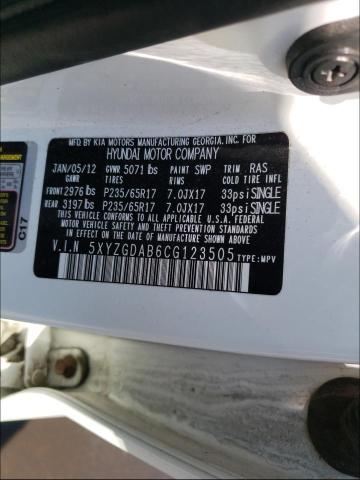 MFD BY KIA MOTORS MANUFACTURING GEORGIA, INC. FOR
HYUNDAI MOTOR COMPANY
JAN/05/12 GVWR 5071 lbs PAINT SWP TRIM RAS
GAWR TIRES RIMS COLD TIRE INFL
FRONT 2976 lbs P235/65R17 7.0JX17 33psi SINGLE
REAR 3197 lbs P235/65R17 7.0JX17 33psi SINGLE
THIS VEHICLE CONFORMS TO ALL APPLICABLE FEDERAL MOTOR
VEHICLE SAFETY, BUMPER, AND THEFT PREVENTION STANDARDS
IN EFFECT ON THE DATE OF MANUFACTURE SHOWN ABOVE.
V.I.N 5XYZGDAB6CG123505 TYPE:MPV
C17